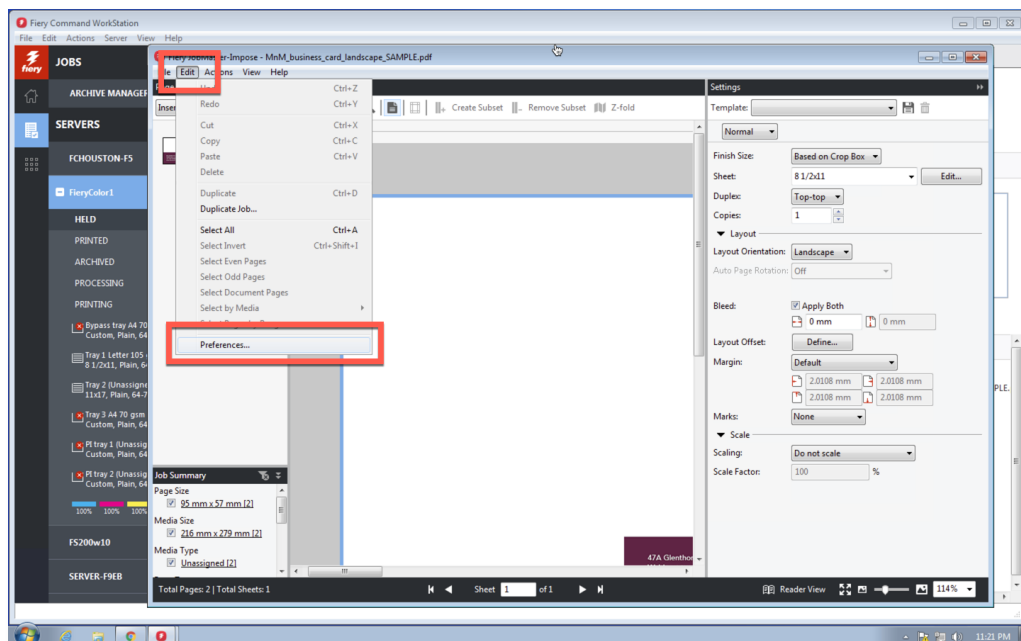 Fiery Command WorkStation
File Edit Actions Server View Help
fiery
JOBS
ARCHIVE MANAGER
SERVERS
FCHOUSTON-F5
FieryColor1
HELD
PRINTED
ARCHIVED
PROCESSING
PRINTING
Bypass tray A4 70
Custom, Plain, 64
Tray 1 Letter 105
8 1/2x11, Plain, 6
Tray 2 (Unassigne
11x17, Plain, 64-7
Tray 3 A4 70 gsm
Custom, Plain, 64
PI tray 1 (Unassig
Custom, Plain, 64
PI tray 2 (Unassig
Custom, Plain, 64
100% 100% 100%
FS200w10
SERVER-F9EB
Fiery JobMaster-Impose - MnM_business_card_landscape_SAMPLE.pdf
Edit Actions View Help
Ctrl+Z
Redo Ctrl+Y
Cut Ctrl+X
Copy Ctrl+C
Paste Ctrl+V
Delete
Duplicate Ctrl+D
Duplicate Job...
Select All Ctrl+A
Select Invert Ctrl+Shift+I
Select Even Pages
Select Odd Pages
Select Document Pages
Select by Media
Preferences...
Create Subset Remove Subset Z-fold
Job Summary
Page Size
95 mm x 57 mm [2]
Media Size
216 mm x 279 mm [2]
Media Type
Unassigned [2]
47A Glenthor
Total Pages: 2 | Total Sheets: 1
Sheet 1 of 1
Reader View
114%
Settings
Template:
Normal
Finish Size: Based on Crop Box
Sheet: 8 1/2x11 Edit...
Duplex: Top-top
Copies: 1
Layout
Layout Orientation: Landscape
Auto Page Rotation: Off
Bleed: Apply Both
0 mm 0 mm
Layout Offset: Define...
Margin: Default
2.0108 mm 2.0108 mm
2.0108 mm 2.0108 mm
Marks: None
Scale
Scaling: Do not scale
Scale Factor: 100 %
PLE.
11:21 PM